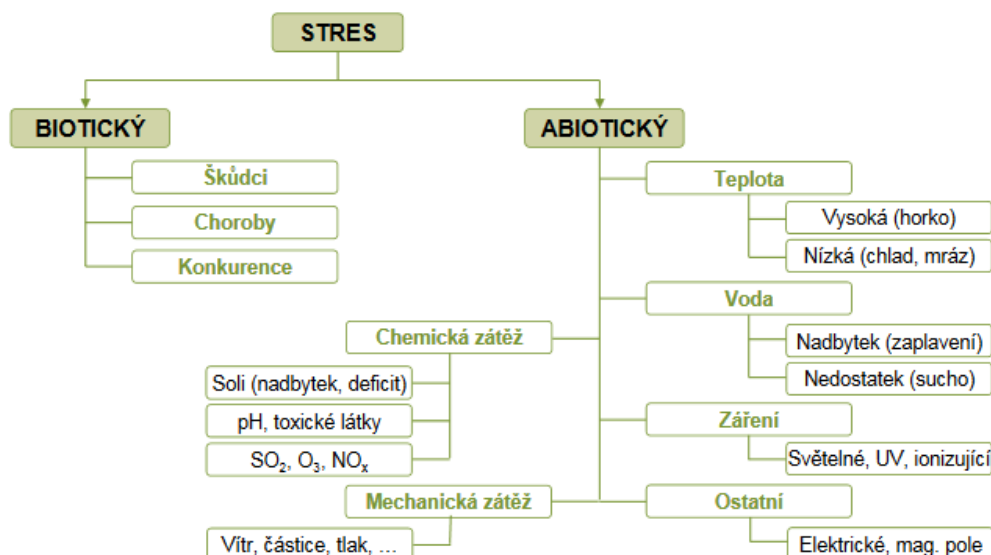 STRES
BIOTICKÝ
Škůdci
Choroby
Konkurence
ABIOTICKÝ
Teplota
Vysoká (horko)
Nízká (chlad, mráz)
Voda
Nadbytek (zaplavení)
Nedostatek (sucho)
Chemická zátěž
Soli (nadbytek, deficit)
pH, toxické látky
SO₂, O₃, NOₓ
Záření
Světelné, UV, ionizující
Mechanická zátěž
Vítr, částice, tlak, ...
Ostatní
Elektrické, mag. pole